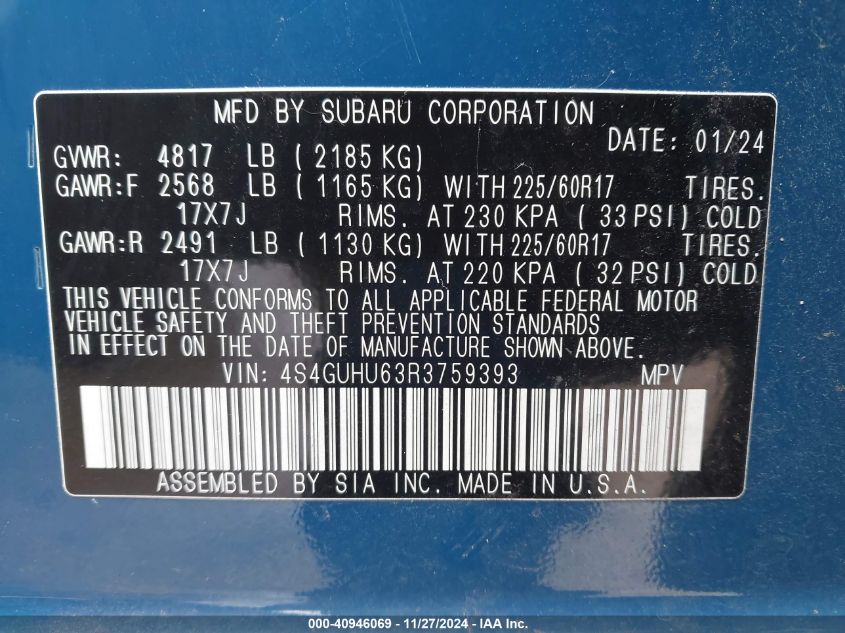 MFD BY SUBARU CORPORATION
DATE: 01/24
GVWR: 4817 LB ( 2185 KG)
GAWR:F 2568 LB ( 1165 KG) WITH 225/60R17 TIRES.
17X7J RIMS. AT 230 KPA ( 33 PSI) COLD
GAWR:R 2491 LB ( 1130 KG) WITH 225/60R17 TIRES.
17X7J RIMS. AT 220 KPA ( 32 PSI) COLD
THIS VEHICLE CONFORMS TO ALL APPLICABLE FEDERAL MOTOR
VEHICLE SAFETY AND THEFT PREVENTION STANDARDS
IN EFFECT ON THE DATE OF MANUFACTURE SHOWN ABOVE.
VIN: 4S4GUHU63R3759393 MPV
ASSEMBLED BY SIA INC. MADE IN U.S.A.
000-40946069 - 11/27/2024 - IAA Inc.